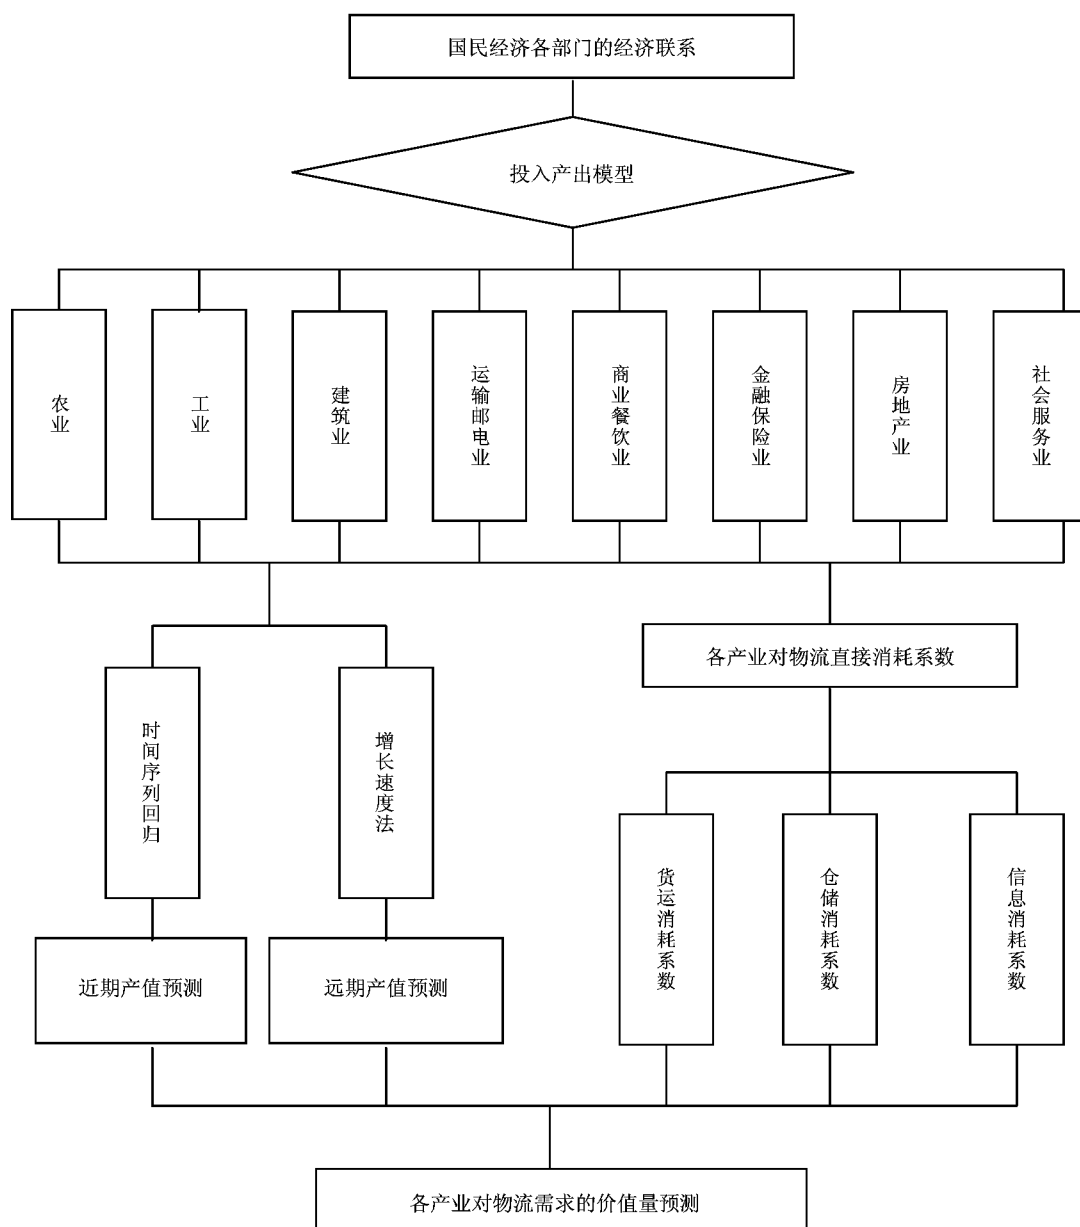 国民经济各部门的经济联系
投入产出模型
农业
工业
建筑业
运输邮电业
商业餐饮业
金融保险业
房地产业
社会服务业
各产业对物流直接消耗系数
时间序列回归
增长速度法
货运消耗系数
仓储消耗系数
信息消耗系数
近期产值预测
远期产值预测
各产业对物流需求的价值量预测